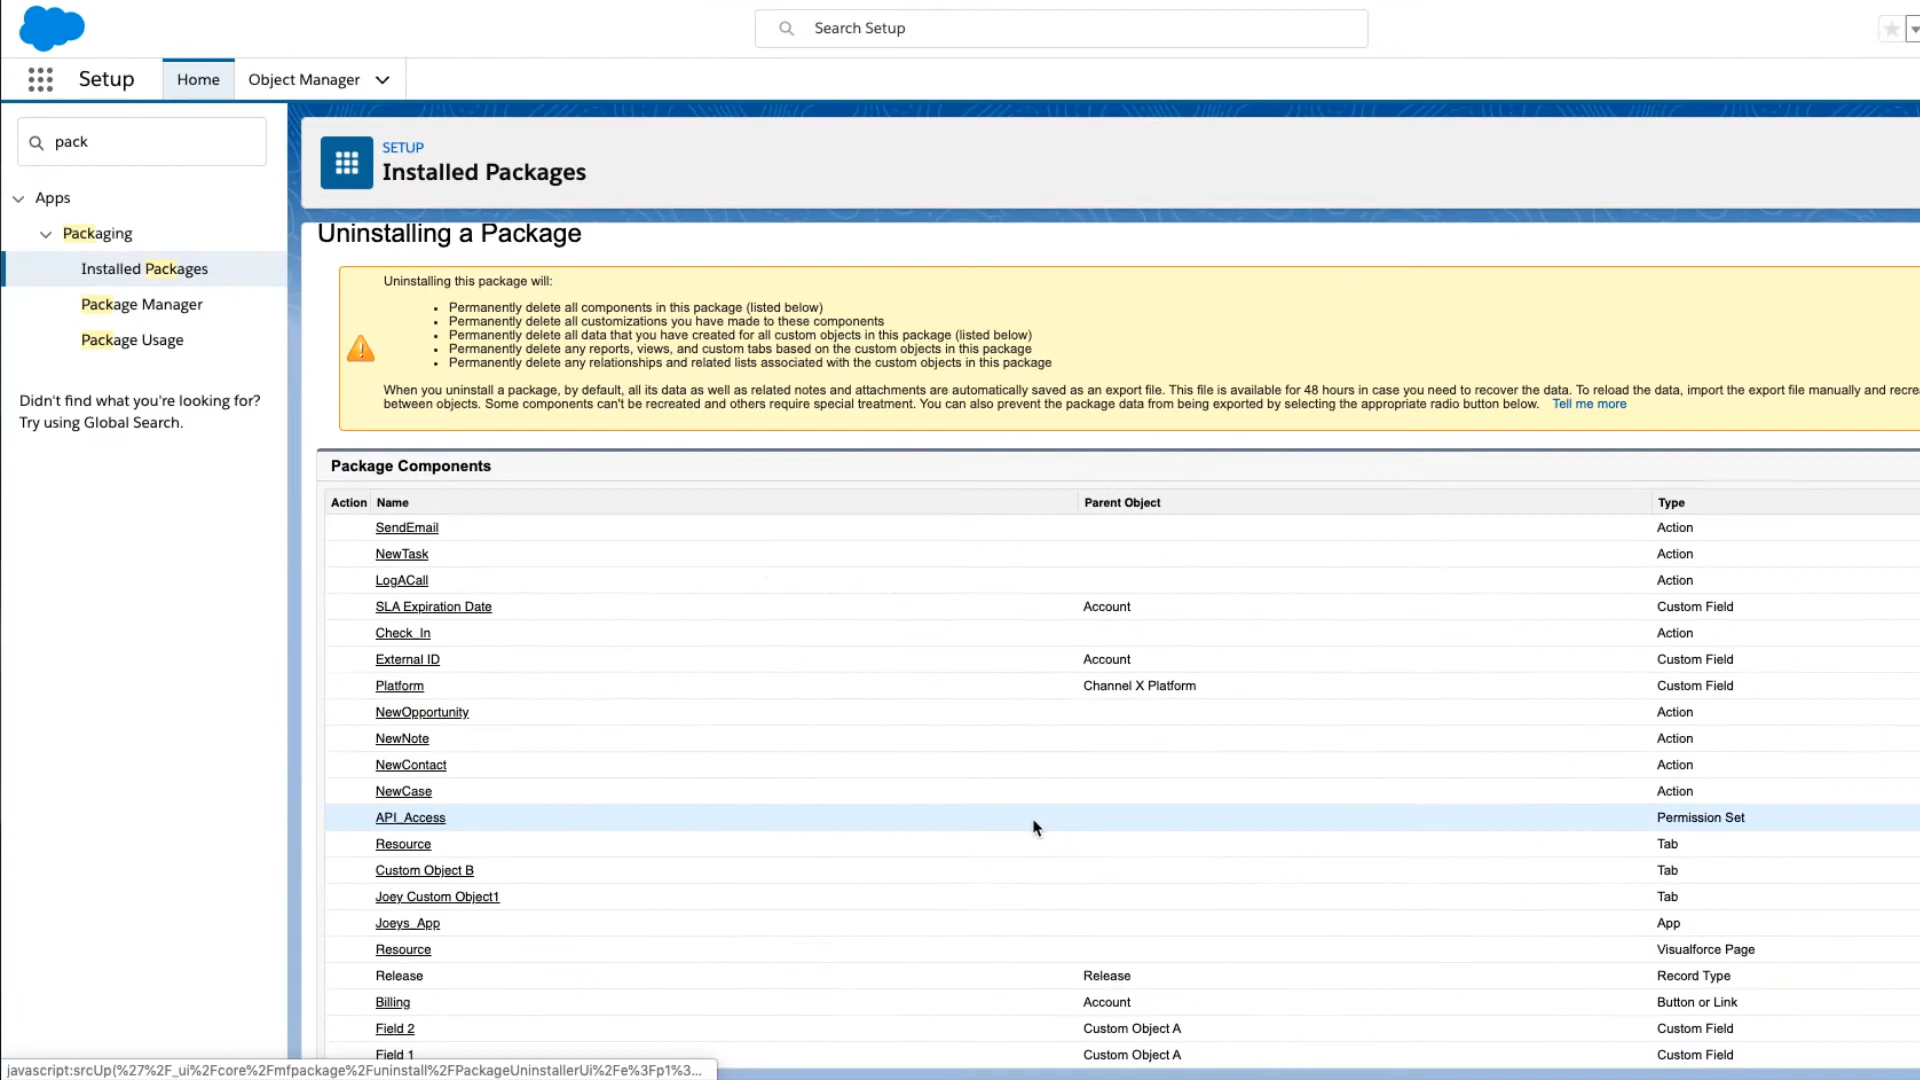 Search Setup
Setup
Home
Object Manager
pack
Apps
Packaging
Installed Packages
Package Manager
Package Usage
Didn't find what you're looking for?
Try using Global Search.
SETUP
Installed Packages
Uninstalling a Package
Uninstalling this package will:
• Permanently delete all components in this package (listed below)
• Permanently delete all customizations you have made to these components
• Permanently delete all data that you have created for all custom objects in this package (listed below)
• Permanently delete any reports, views, and custom tabs based on the custom objects in this package
• Permanently delete any relationships and related lists associated with the custom objects in this package
When you uninstall a package, by default, all its data as well as related notes and attachments are automatically saved as an export file. This file is available for 48 hours in case you need to recover the data. To reload the data, import the export file manually and recre
between objects. Some components can't be recreated and others require special treatment. You can also prevent the package data from being exported by selecting the appropriate radio button below. Tell me more
Package Components
Action Name Parent Object Type
SendEmail Action
NewTask Action
LogACall Action
SLA Expiration Date Account Custom Field
Check_In Action
External ID Account Custom Field
Platform Channel X Platform Custom Field
NewOpportunity Action
NewNote Action
NewContact Action
NewCase Action
API_Access Permission Set
Resource Tab
Custom Object B Tab
Joey Custom Object1 Tab
Joeys_App App
Resource Visualforce Page
Release Release Record Type
Billing Account Button or Link
Field 2 Custom Object A Custom Field
Field 1 Custom Object A Custom Field
javascript:srcUp(%27%2F_ui%2Fcore%2Fmfpackage%2Funinstall%2FPackageUninstallerUi%2Fe%3Fp1%3...